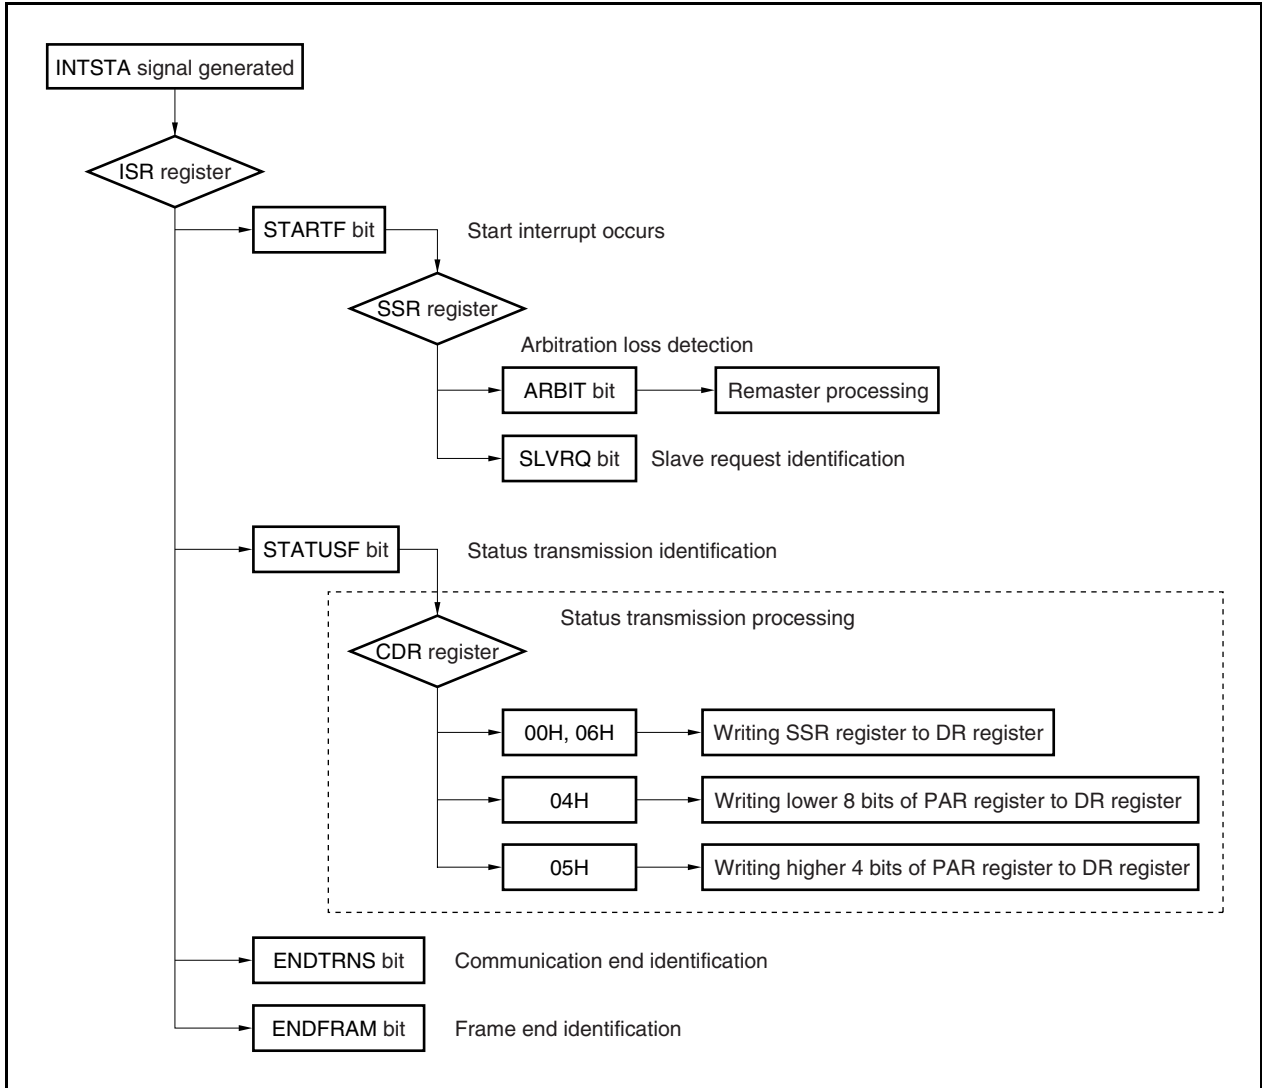 INTSTA signal generated
ISR register
STARTF bit
Start interrupt occurs
SSR register
Arbitration loss detection
ARBIT bit
Remaster processing
SLVRQ bit
Slave request identification
STATUSF bit
Status transmission identification
Status transmission processing
CDR register
00H, 06H
Writing SSR register to DR register
04H
Writing lower 8 bits of PAR register to DR register
05H
Writing higher 4 bits of PAR register to DR register
ENDTRNS bit
Communication end identification
ENDFRAM bit
Frame end identification